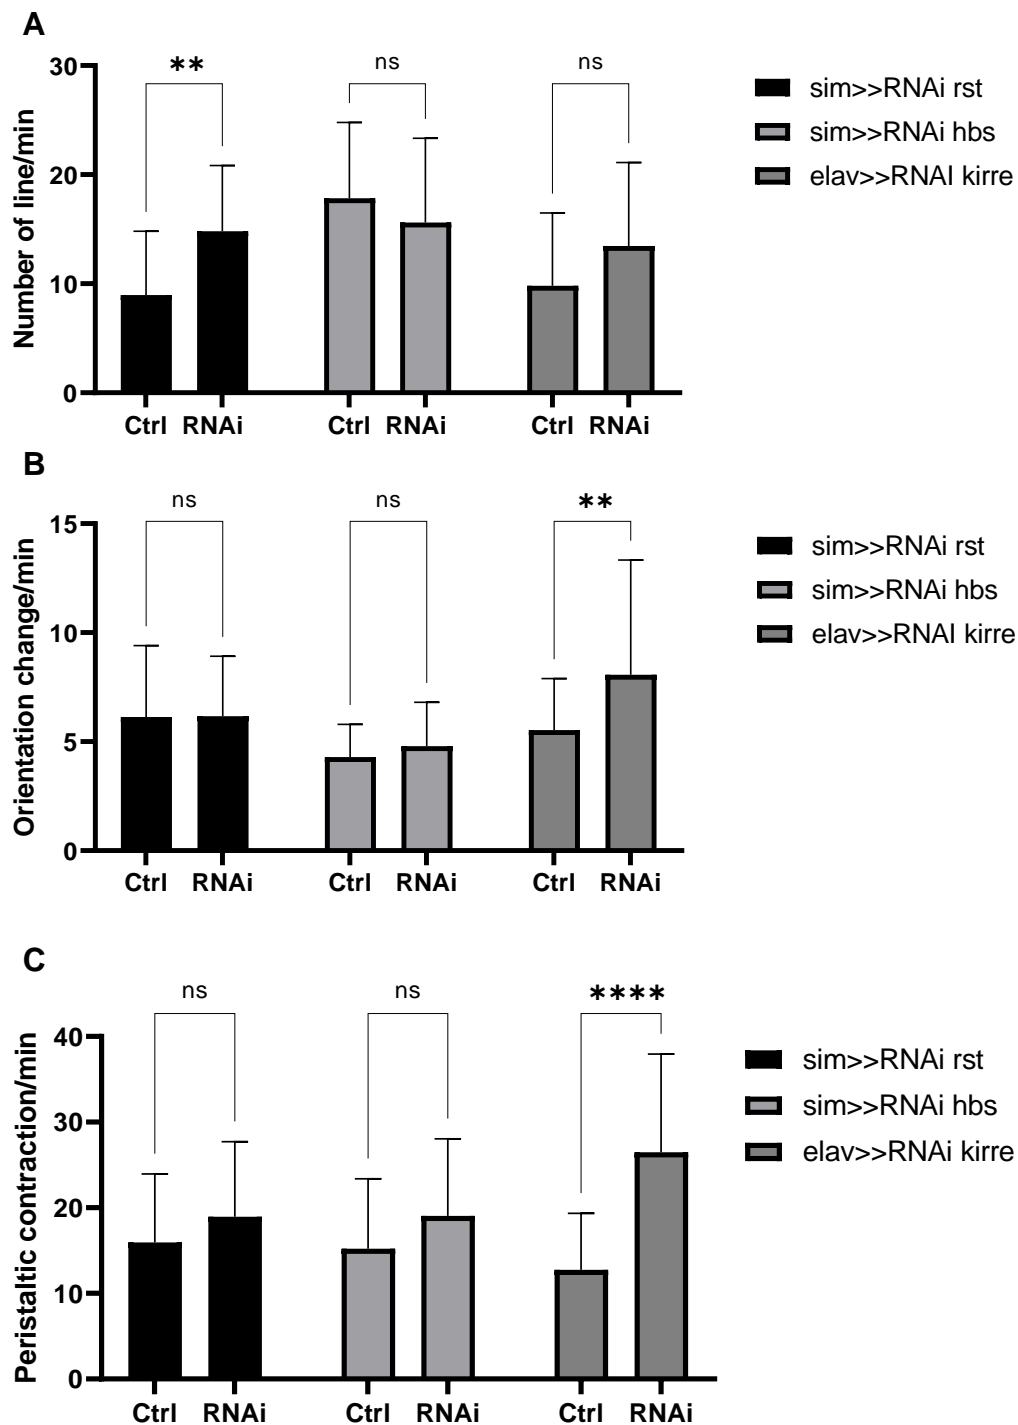 A
Number of line/min
30
20
10
0
**
ns
ns
Ctrl RNAi Ctrl RNAi Ctrl RNAi
sim>>RNAi rst
sim>>RNAi hbs
elav>>RNAI kirre
B
Orientation change/min
15
10
5
0
ns
ns
**
Ctrl RNAi Ctrl RNAi Ctrl RNAi
sim>>RNAi rst
sim>>RNAi hbs
elav>>RNAI kirre
C
Peristaltic contraction/min
40
30
20
10
0
ns
ns
****
Ctrl RNAi Ctrl RNAi Ctrl RNAi
sim>>RNAi rst
sim>>RNAi hbs
elav>>RNAi kirre